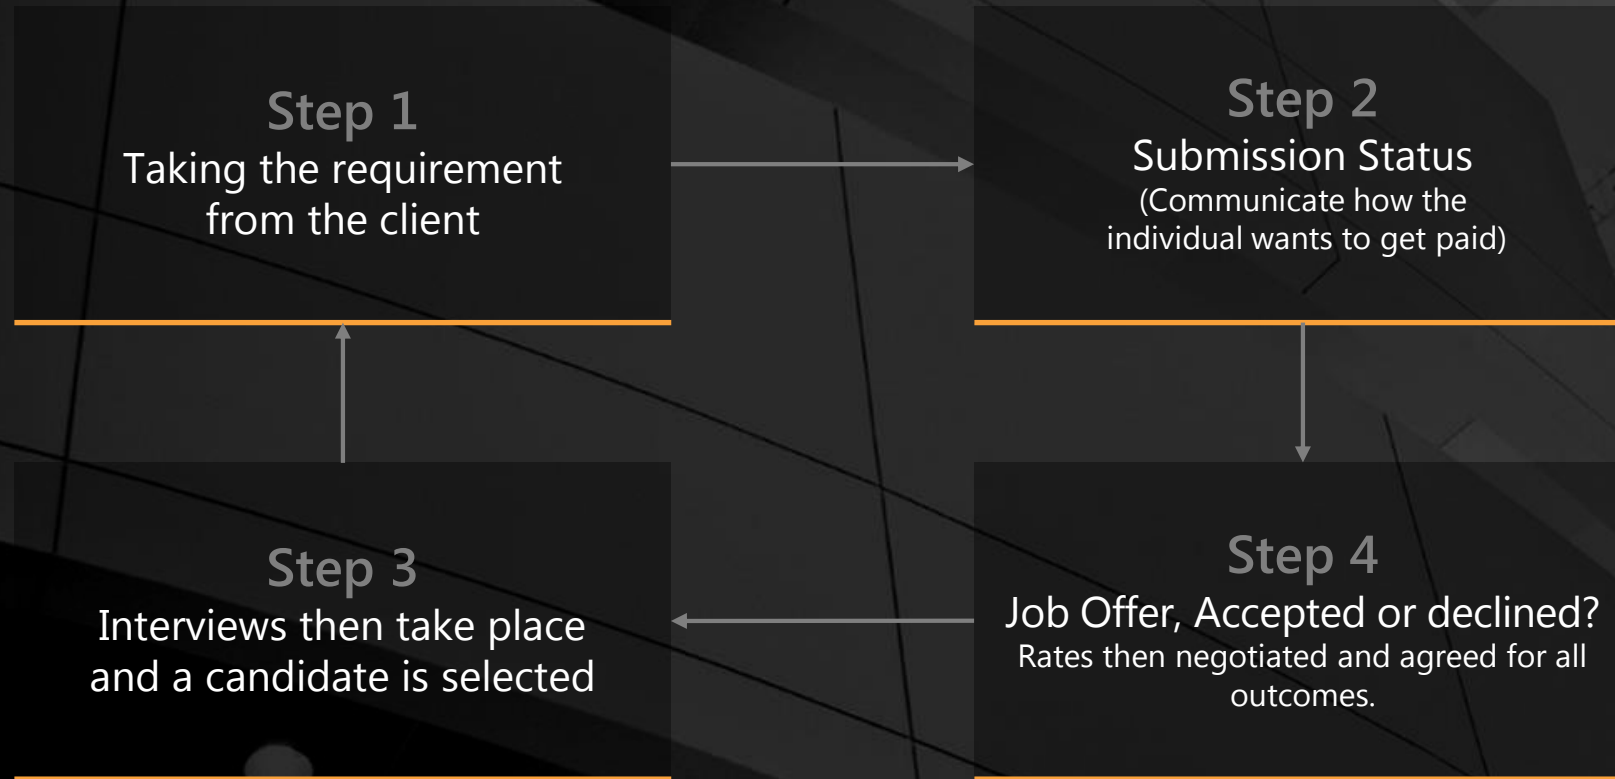 Step 1
Taking the requirement
from the client
Step 2
Submission Status
(Communicate how the
individual wants to get paid)
Step 3
Interviews then take place
and a candidate is selected
Step 4
Job Offer, Accepted or declined?
Rates then negotiated and agreed for all
outcomes.